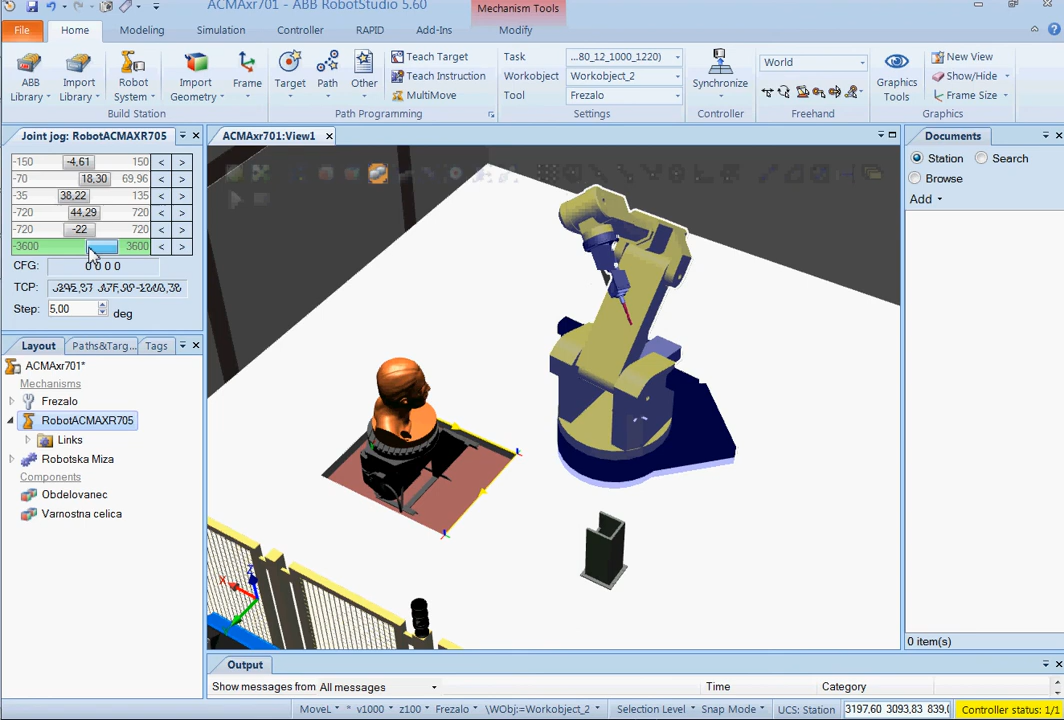 ACMAxr701 - ABB RobotStudio 5.60
Mechanism Tools
File Home Modeling Simulation Controller RAPID Add-Ins Modify
ABB Library
Import Library
Robot System
Import Geometry
Frame
Target
Path
Other
Teach Target
Teach Instruction
MultiMove
Path Programming
Task ...80_12_1000_1220)
Workobject Workobject_2
Tool Frezalo
Settings
Synchronize
Controller
World
Freehand
Graphics Tools
New View
Show/Hide
Frame Size
Graphics
Joint jog: RobotACMAXR705
-150 -4,61 150 < >
-70 18,30 69,96 < >
-35 38,22 135 < >
-720 44,29 720 < >
-720 -22 720 < >
-3600 3600 < >
CFG: 0 0 0 0
TCP:
Step: 5,00 deg
Layout Paths&Targ... Tags
ACMAxr701*
Mechanisms
Frezalo
RobotACMAXR705
Links
Robotska Miza
Components
Obdelovanec
Varnostna celica
ACMAxr701:View1
X
Z
Documents
Station Search
Browse
Add
0 item(s)
Output
Show messages from All messages Time Category
MoveL * v1000 z100 Frezalo \WObj:=Workobject_2 Selection Level Snap Mode UCS: Station 3197,60 3093,83 839,0 Controller status: 1/1